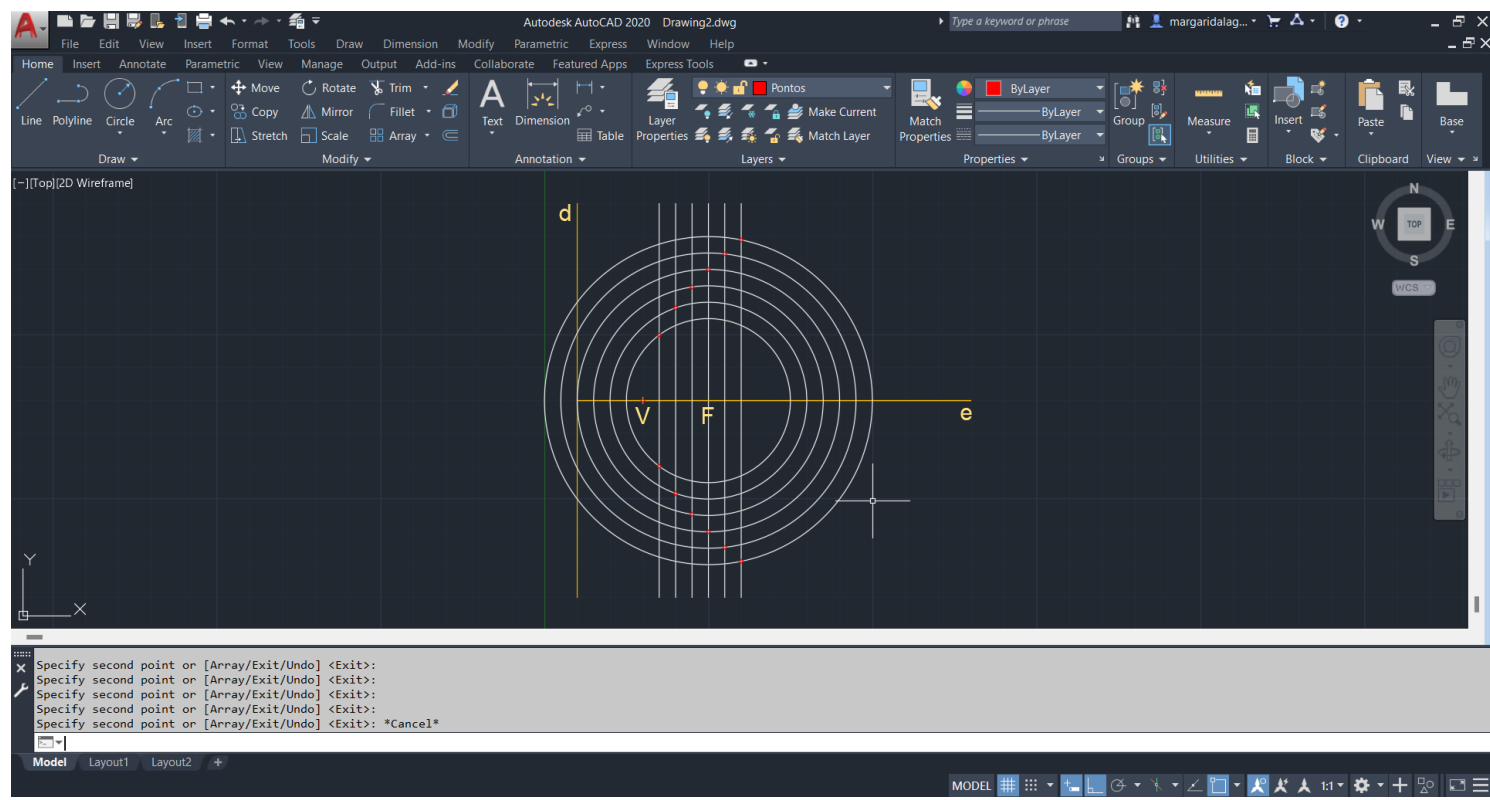 Autodesk AutoCAD 2020 Drawing2.dwg
Type a keyword or phrase
margaridalag...
File Edit View Insert Format Tools Draw Dimension Modify Parametric Express Window Help
Home Insert Annotate Parametric View Manage Output Add-ins Collaborate Featured Apps Express Tools
Line Polyline Circle Arc
Move Rotate Trim
Copy Mirror Fillet
Stretch Scale Array
Text Dimension Table
Layer Properties
Pontos
Make Current
Match Layer
Match Properties
ByLayer
ByLayer
ByLayer
Group
Measure
Insert
Paste
Base
Draw Modify Annotation Layers Properties Groups Utilities Block Clipboard View
[−][Top][2D Wireframe]
N
W TOP E
S
WCS
d
V F e
Y
X
Specify second point or [Array/Exit/Undo] <Exit>:
Specify second point or [Array/Exit/Undo] <Exit>:
Specify second point or [Array/Exit/Undo] <Exit>:
Specify second point or [Array/Exit/Undo] <Exit>:
Specify second point or [Array/Exit/Undo] <Exit>: *Cancel*
Model Layout1 Layout2 +
MODEL 1:1